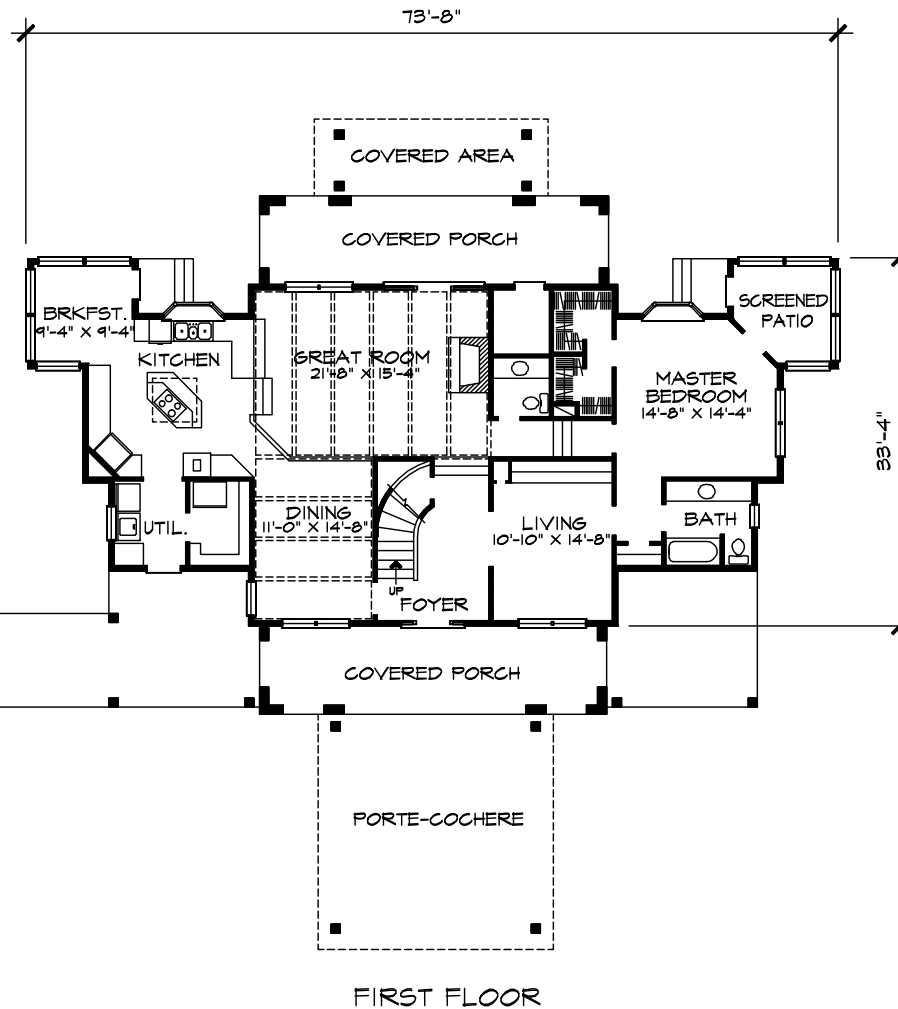 73'-8"
COVERED AREA
COVERED PORCH
BRKFST.
9'-4" X 9'-4"
KITCHEN
GREAT ROOM
21'-8" X 15'-4"
SCREENED
PATIO
MASTER
BEDROOM
14'-8" X 14'-4"
33'-4"
UTIL.
DINING
11'-0" X 14'-8"
LIVING
10'-10" X 14'-8"
BATH
UP
FOYER
COVERED PORCH
PORTE-COCHERE
FIRST FLOOR